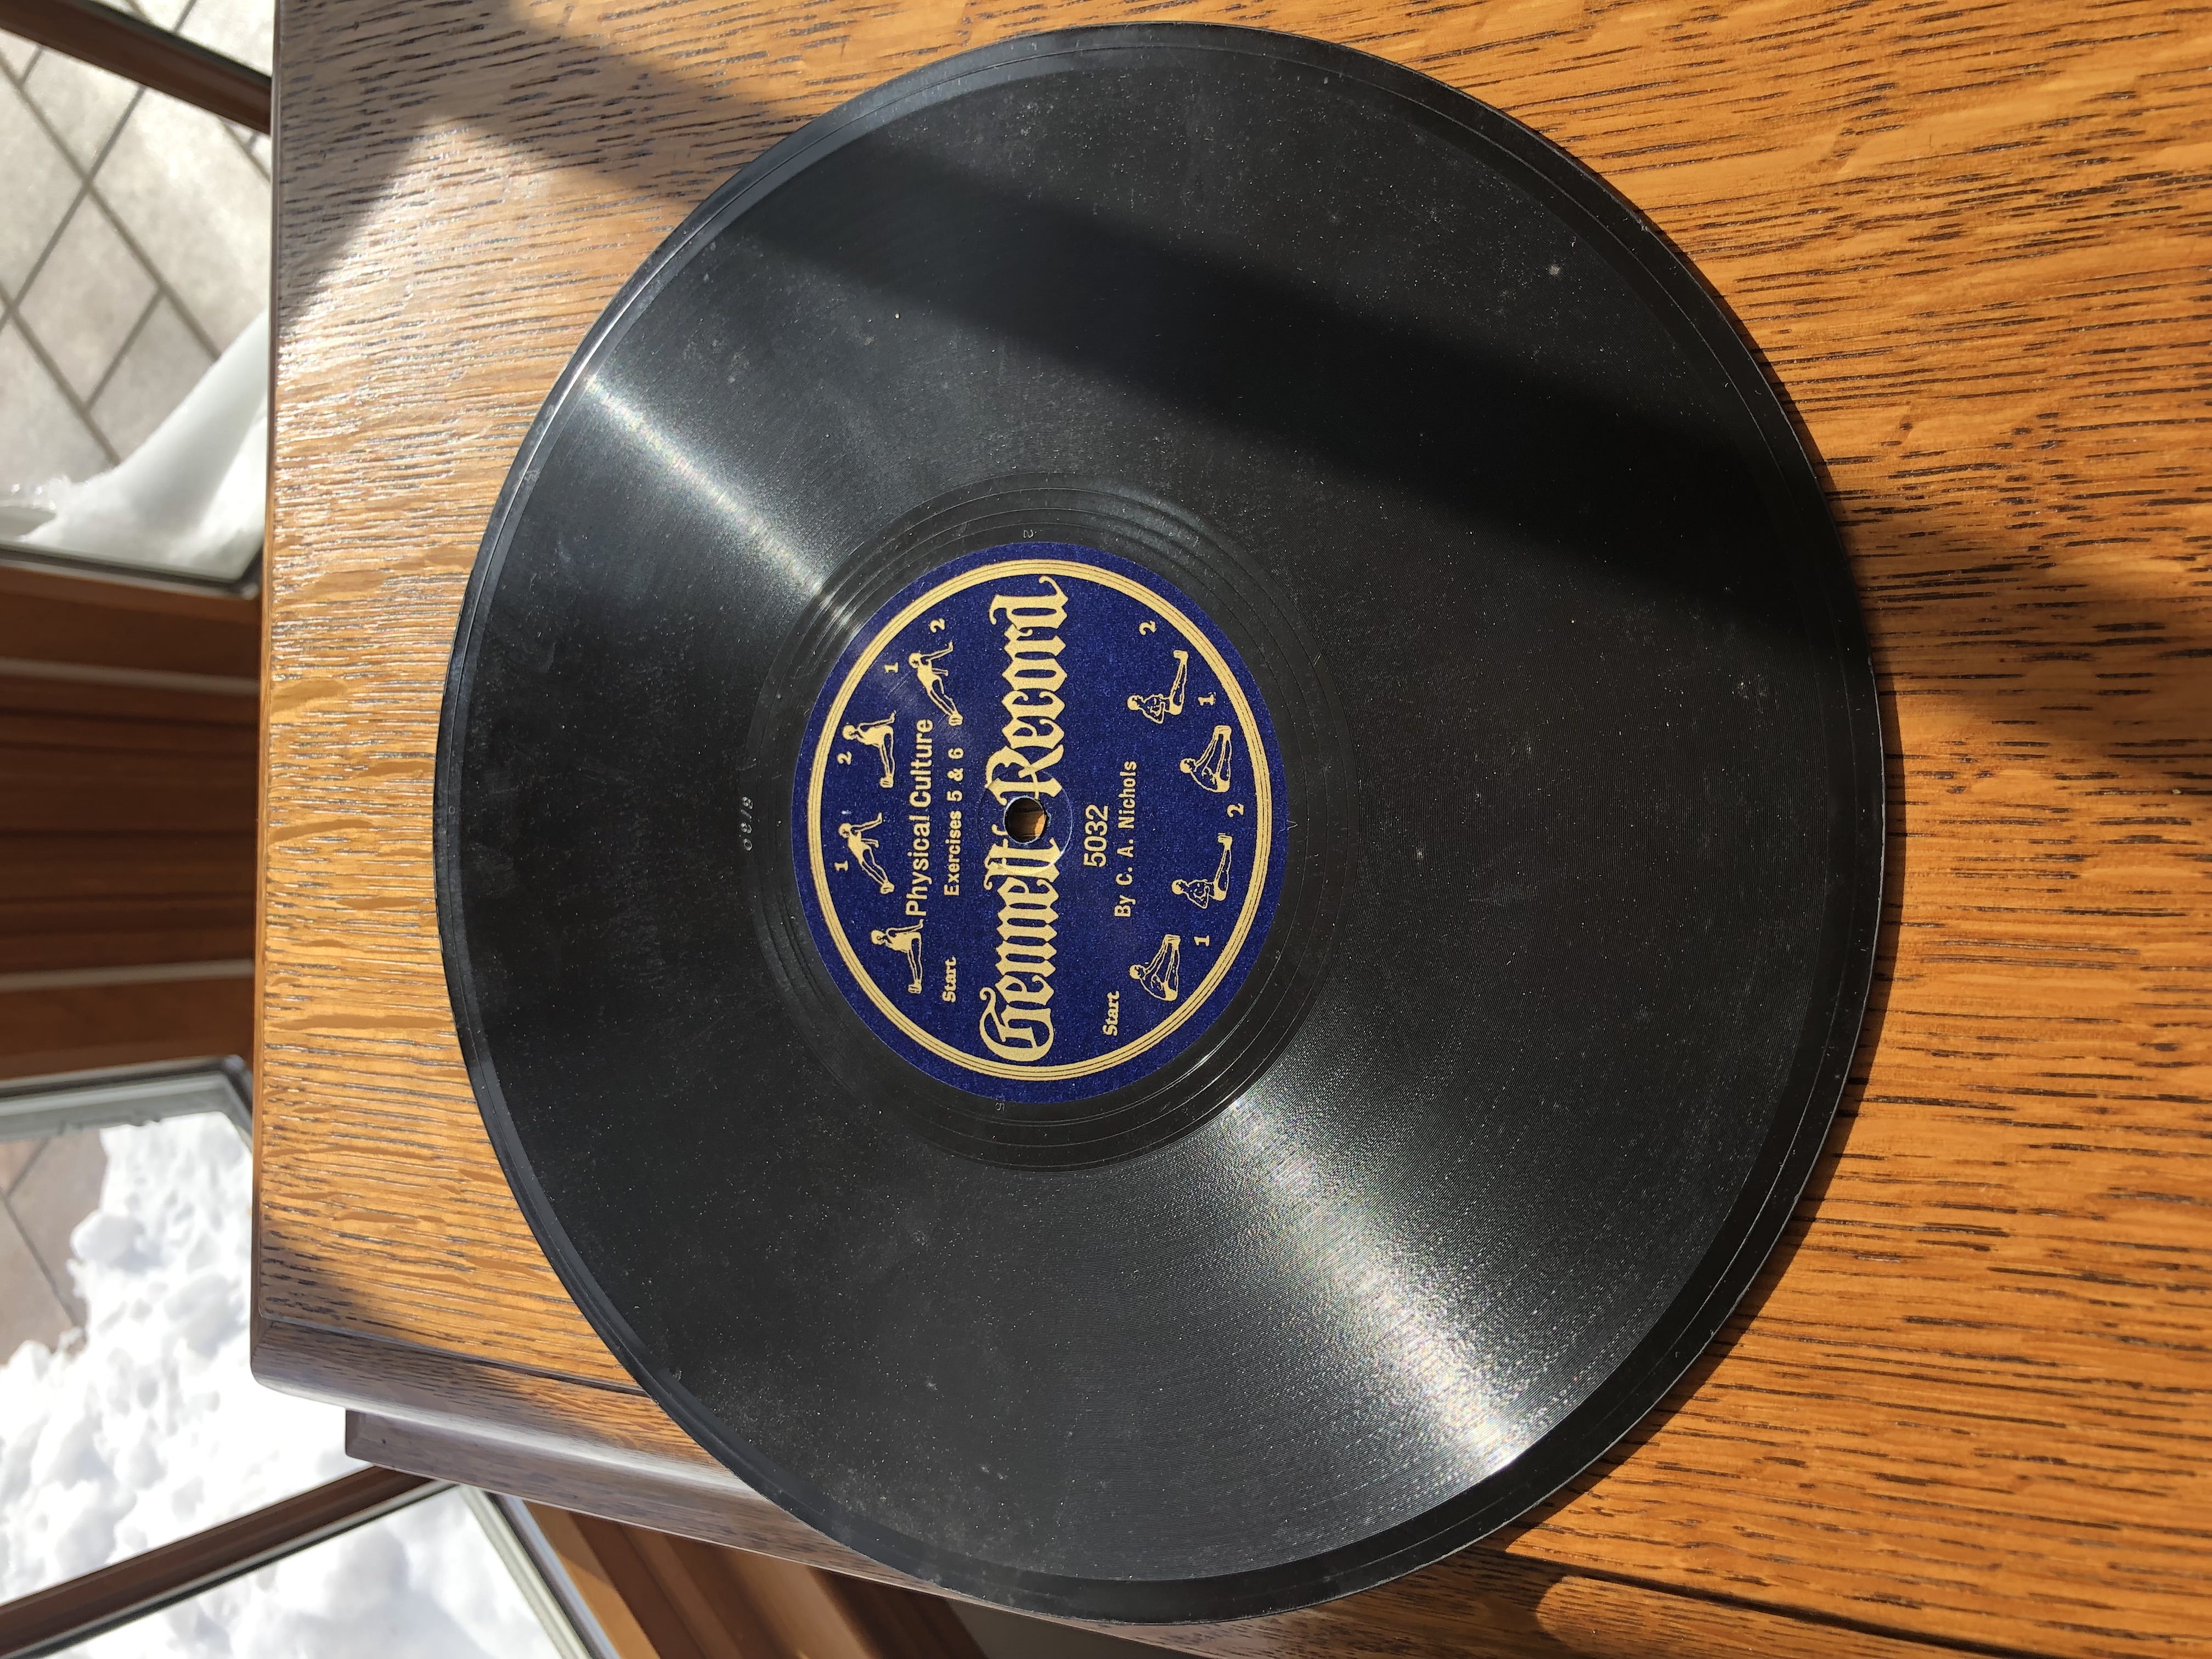 1 2 1 2
Physical Culture
Start Exercises 5 & 6
Gennett Record
5032
By C. A. Nichols
Start
1 2 1 2